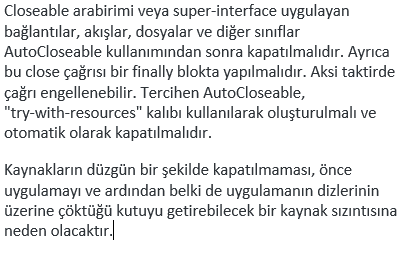 Closeable arabirimi veya super-interface uygulayan
bağlantılar, akışlar, dosyalar ve diğer sınıflar
AutoCloseable kullanımından sonra kapatılmalıdır. Ayrıca
bu close çağrısı bir finally blokta yapılmalıdır. Aksi taktirde
çağrı engellenebilir. Tercihen AutoCloseable,
"try-with-resources" kalıbı kullanılarak oluşturulmalı ve
otomatik olarak kapatılmalıdır.

Kaynakların düzgün bir şekilde kapatılmaması, önce
uygulamayı ve ardından belki de uygulamanın dizlerinin
üzerine çöktüğü kutuyu getirebilecek bir kaynak sızıntısına
neden olacaktır.